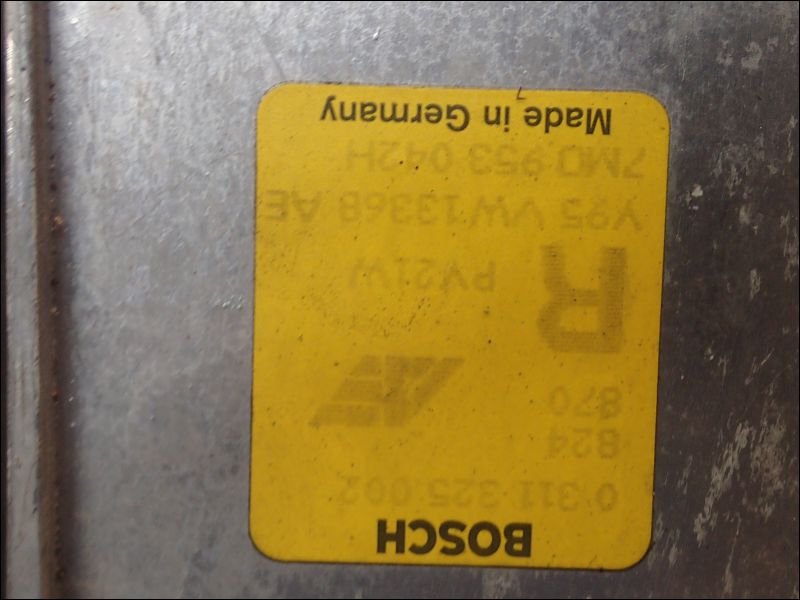 BOSCH
0 311 325 002
824
870
R
PV21W
Y95 VW13368 AE
7M0 953 042H
Made in Germany